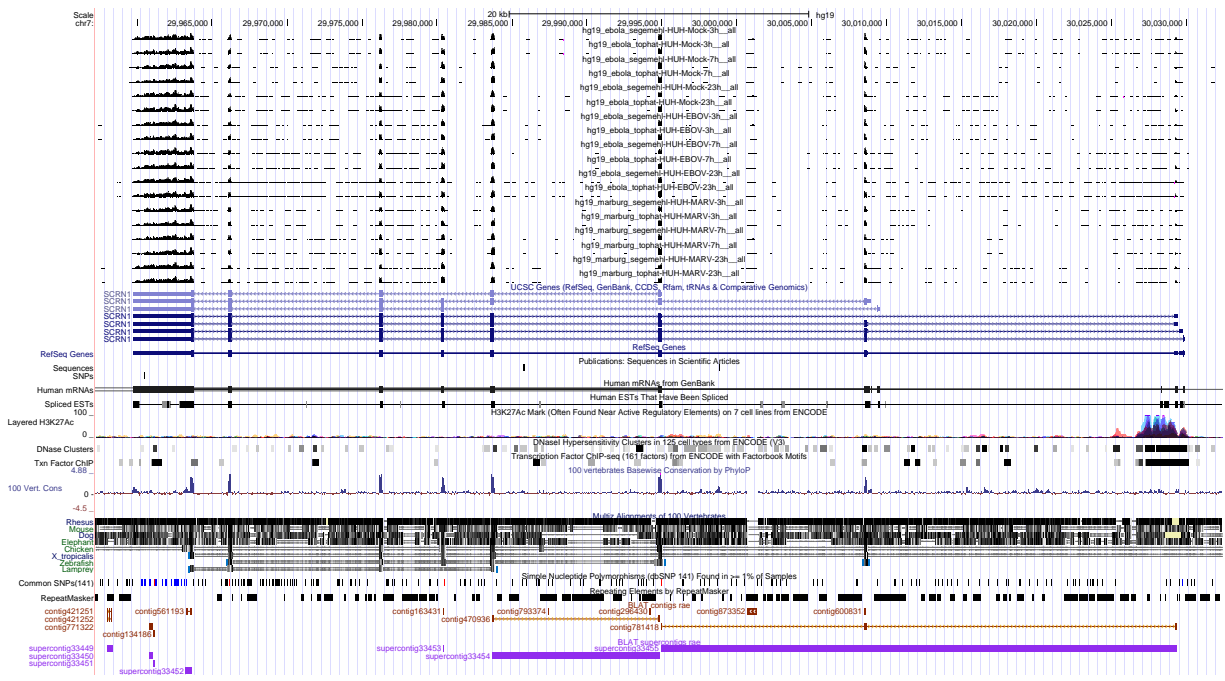 Scale 20 kb hg19
chr7: 29,965,000 29,970,000 29,975,000 29,980,000 29,985,000 29,990,000 29,995,000 30,000,000 30,005,000 30,010,000 30,015,000 30,020,000 30,025,000 30,030,000
hg19_ebola_segemehl-HUH-Mock-3h__all
hg19_ebola_tophat-HUH-Mock-3h__all
hg19_ebola_segemehl-HUH-Mock-7h__all
hg19_ebola_tophat-HUH-Mock-7h__all
hg19_ebola_segemehl-HUH-Mock-23h__all
hg19_ebola_tophat-HUH-Mock-23h__all
hg19_ebola_segemehl-HUH-EBOV-3h__all
hg19_ebola_tophat-HUH-EBOV-3h__all
hg19_ebola_segemehl-HUH-EBOV-7h__all
hg19_ebola_tophat-HUH-EBOV-7h__all
hg19_ebola_segemehl-HUH-EBOV-23h__all
hg19_ebola_tophat-HUH-EBOV-23h__all
hg19_marburg_segemehl-HUH-MARV-3h__all
hg19_marburg_tophat-HUH-MARV-3h__all
hg19_marburg_segemehl-HUH-MARV-7h__all
hg19_marburg_tophat-HUH-MARV-7h__all
hg19_marburg_segemehl-HUH-MARV-23h__all
hg19_marburg_tophat-HUH-MARV-23h__all
UCSC Genes (RefSeq, GenBank, CCDS, Rfam, tRNAs & Comparative Genomics)
SCRN1
SCRN1
SCRN1
SCRN1
SCRN1
SCRN1
SCRN1
RefSeq Genes
RefSeq Genes
Publications: Sequences in Scientific Articles
Sequences
SNPs
Human mRNAs from GenBank
Human mRNAs
Human ESTs That Have Been Spliced
Spliced ESTs
H3K27Ac Mark (Often Found Near Active Regulatory Elements) on 7 cell lines from ENCODE
100
Layered H3K27Ac
0
DNaseI Hypersensitivity Clusters in 125 cell types from ENCODE (V3)
DNase Clusters
Transcription Factor ChIP-seq (161 factors) from ENCODE with Factorbook Motifs
Txn Factor ChIP
100 vertebrates Basewise Conservation by PhyloP
4.88
100 Vert. Cons
0
-4.5
Multiz Alignments of 100 Vertebrates
Rhesus
Mouse
Dog
Elephant
Chicken
X_tropicalis
Zebrafish
Lamprey
Simple Nucleotide Polymorphisms (dbSNP 141) Found in >= 1% of Samples
Common SNPs(141)
Repeating Elements by RepeatMasker
RepeatMasker
BLAT contigs rae
contig421251 contig561193 contig163431 contig793374 contig296430 contig873352 contig600831
contig421252 contig470936
contig771322 contig781418
contig134186
BLAT supercontigs rae
supercontig33449 supercontig33453 supercontig33455
supercontig33450 supercontig33454
supercontig33451
supercontig33452